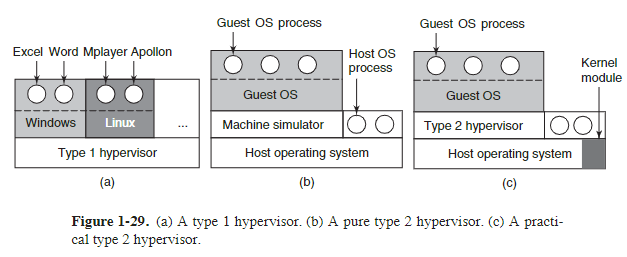 Excel Word Mplayer Apollon
Windows
Linux
...
Type 1 hypervisor
(a)
Guest OS process
Host OS
process
Guest OS
Machine simulator
Host operating system
(b)
Guest OS process
Kernel
module
Guest OS
Type 2 hypervisor
Host operating system
(c)
Figure 1-29. (a) A type 1 hypervisor. (b) A pure type 2 hypervisor. (c) A practi-
cal type 2 hypervisor.